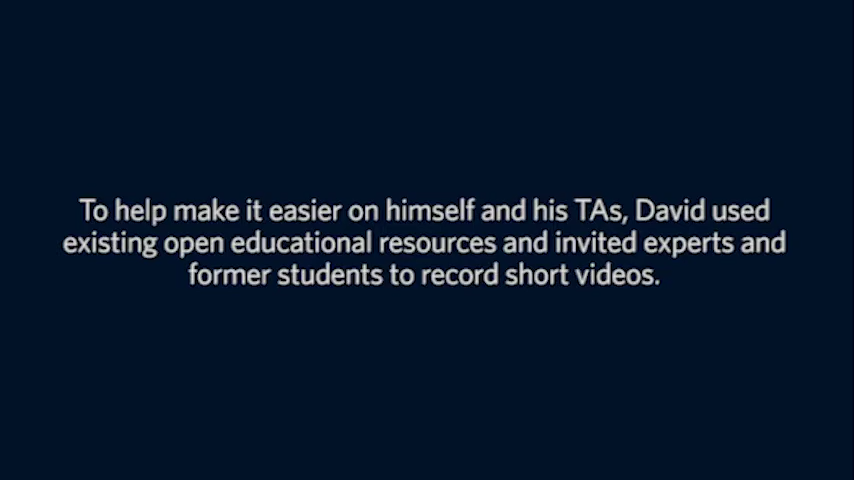 To help make it easier on himself and his TAs, David used
existing open educational resources and invited experts and
former students to record short videos.